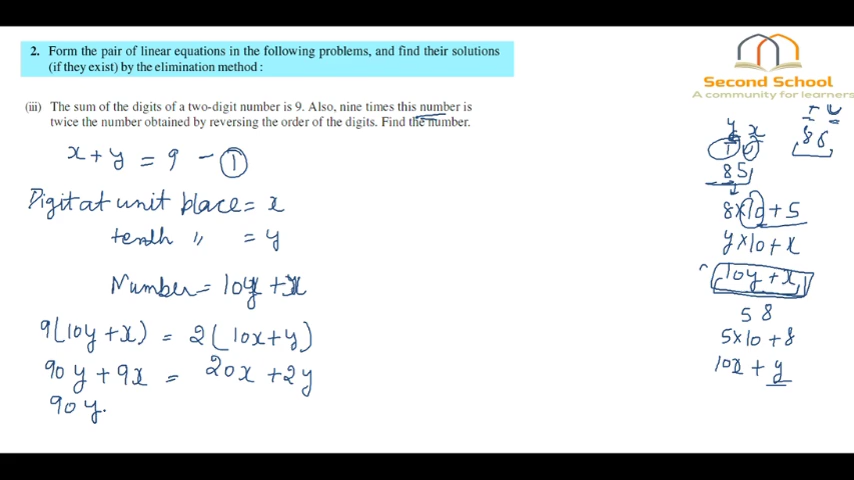 2. Form the pair of linear equations in the following problems, and find their solutions
(if they exist) by the elimination method :
Second School
A community for learners
(iii) The sum of the digits of a two-digit number is 9. Also, nine times this number is
twice the number obtained by reversing the order of the digits. Find the number.
x + y = 9 - ①
Digit at unit place = x
tenth " = y
Number = 10y + x
9(10y + x) = 2(10x + y)
90y + 9x = 20x + 2y
90y
T U
86
y x
T U
85
8×10 + 5
y×10 + x
10y + x
58
5×10 + 8
10x + y